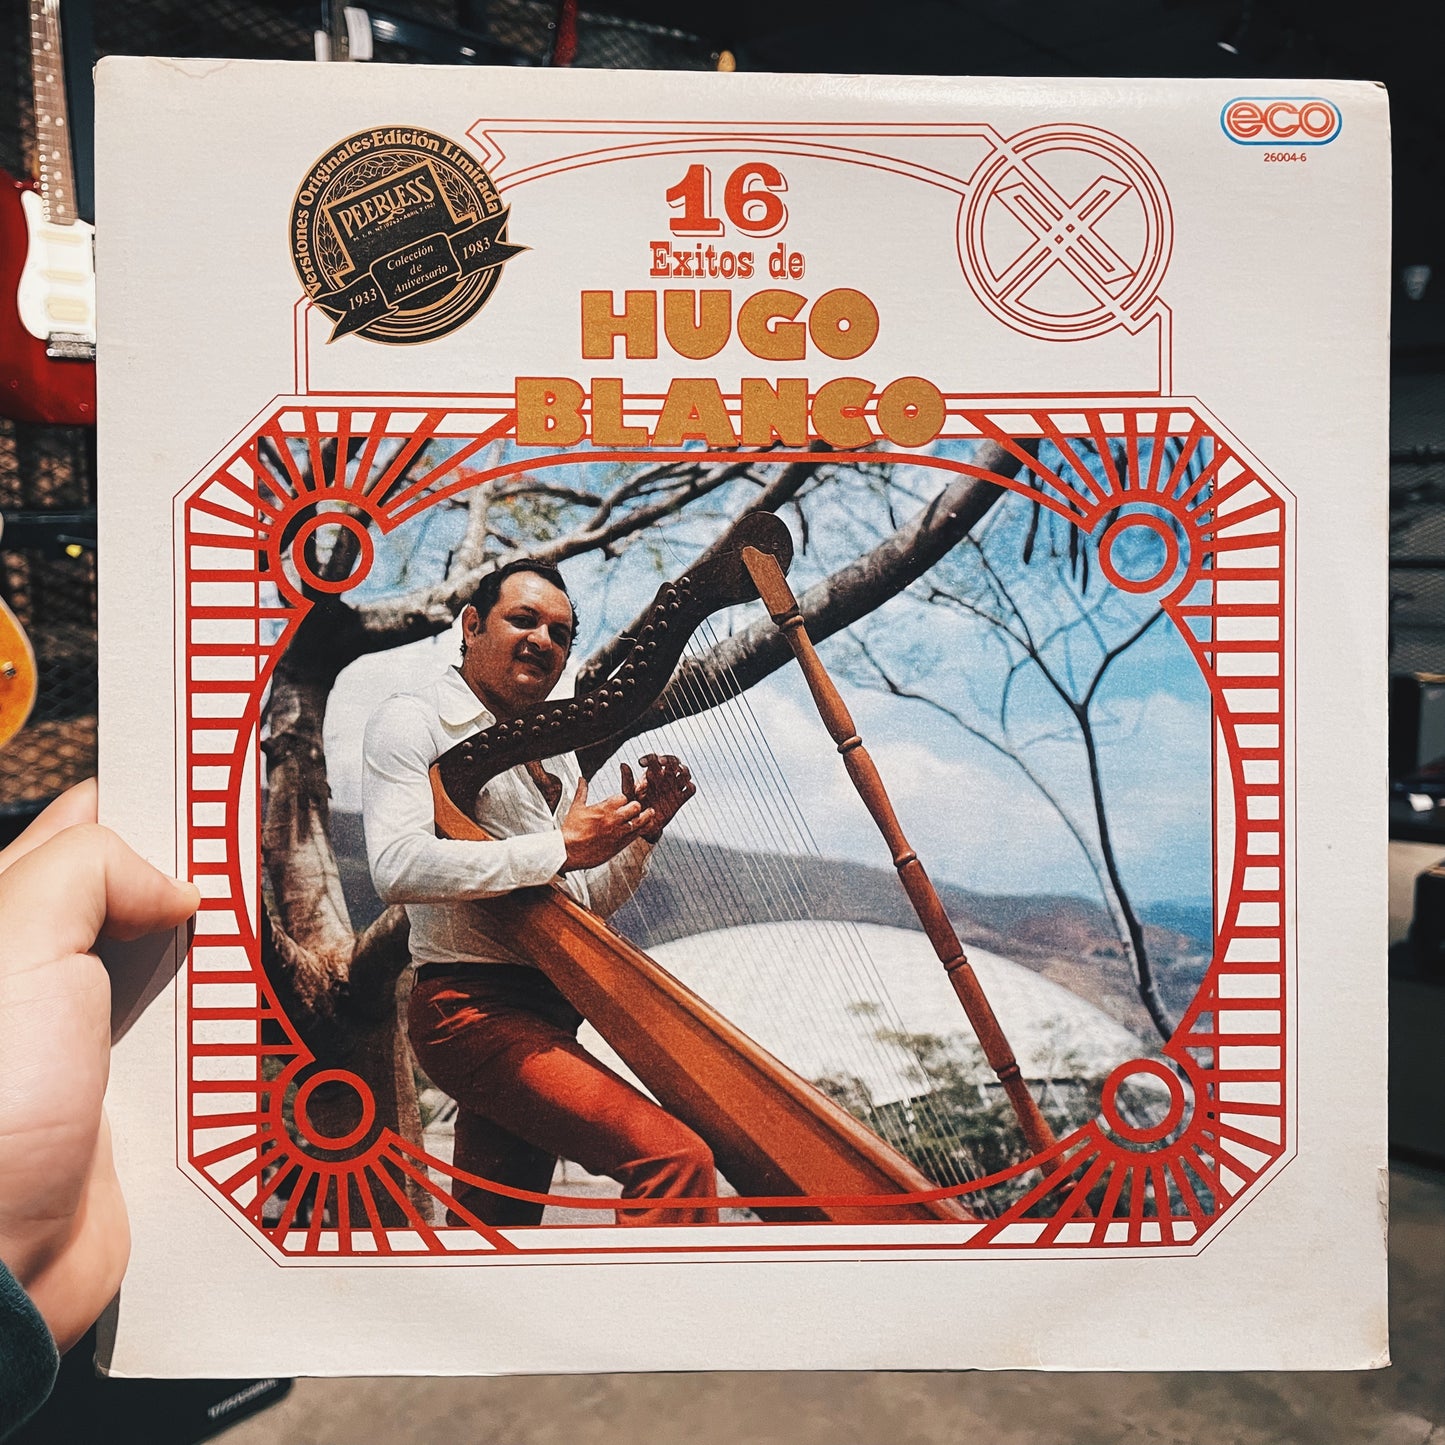 Versiones Originales-Edición Limitada
PEERLESS
Colección
de
Aniversario
1933
1983
16
Exitos de
HUGO
BLANCO
eco
26004-6